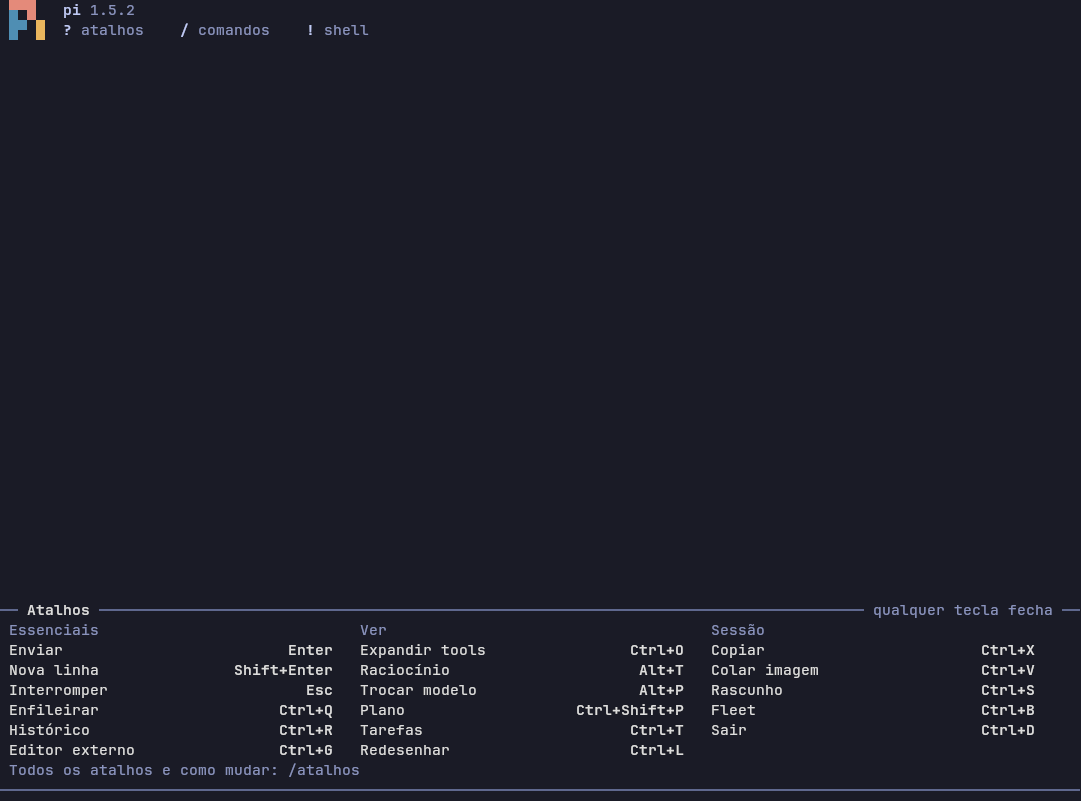 pi 1.5.2
? atalhos / comandos ! shell
Atalhos qualquer tecla fecha
Essenciais Ver Sessão
Enviar Enter Expandir tools Ctrl+O Copiar Ctrl+X
Nova linha Shift+Enter Raciocínio Alt+T Colar imagem Ctrl+V
Interromper Esc Trocar modelo Alt+P Rascunho Ctrl+S
Enfileirar Ctrl+Q Plano Ctrl+Shift+P Fleet Ctrl+B
Histórico Ctrl+R Tarefas Ctrl+T Sair Ctrl+D
Editor externo Ctrl+G Redesenhar Ctrl+L
Todos os atalhos e como mudar: /atalhos